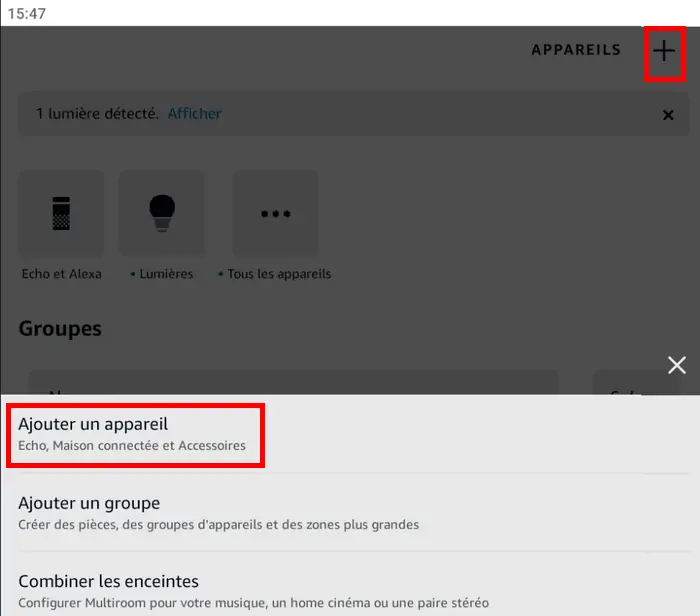 15:47
APPAREILS
1 lumière détecté. Afficher
Echo et Alexa
• Lumières
• Tous les appareils
Groupes
Ajouter un appareil
Echo, Maison connectée et Accessoires
Ajouter un groupe
Créer des pièces, des groupes d'appareils et des zones plus grandes
Combiner les enceintes
Configurer Multiroom pour votre musique, un home cinéma ou une paire stéréo